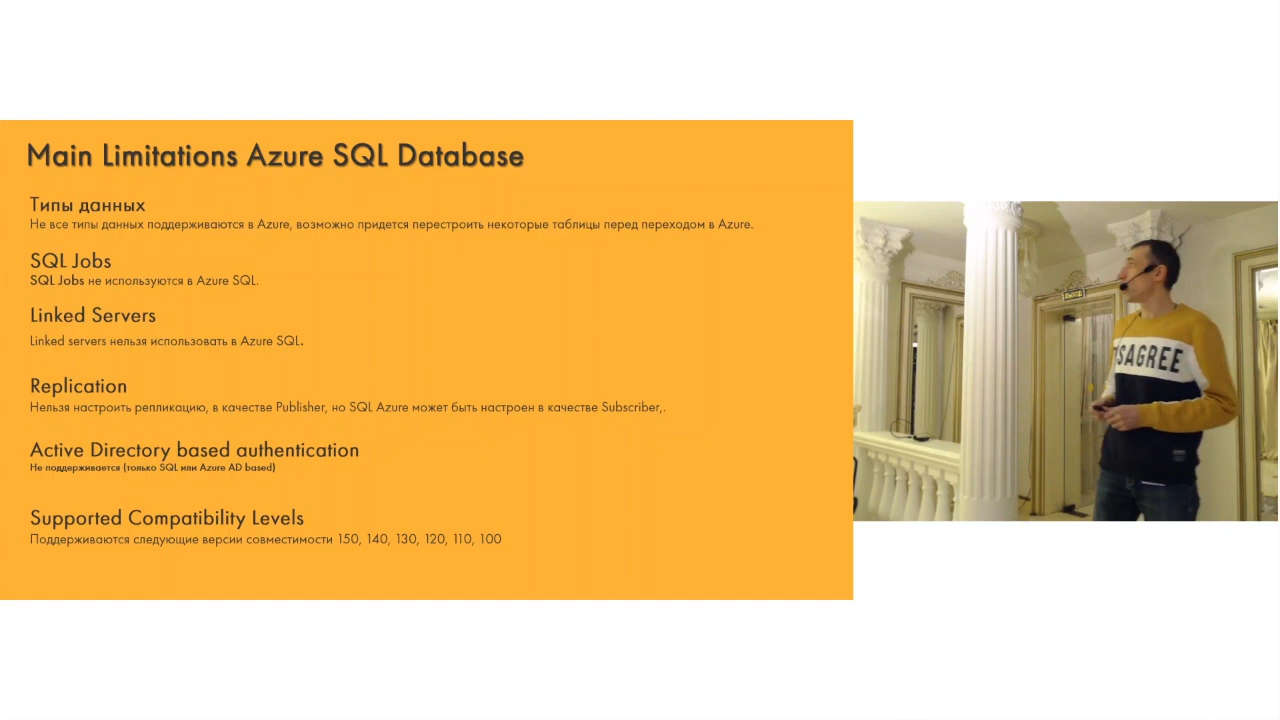 Main Limitations Azure SQL Database
Типы данных
Не все типы данных поддерживаются в Azure, возможно придется перестроить некоторые таблицы перед переходом в Azure.
SQL Jobs
SQL Jobs не используются в Azure SQL.
Linked Servers
Linked servers нельзя использовать в Azure SQL.
Replication
Нельзя настроить репликацию, в качестве Publisher, но SQL Azure может быть настроен в качестве Subscriber,.
Active Directory based authentication
Не поддерживается (только SQL или Azure AD based)
Supported Compatibility Levels
Поддерживаются следующие версии совместимости 150, 140, 130, 120, 110, 100
ISAGREE